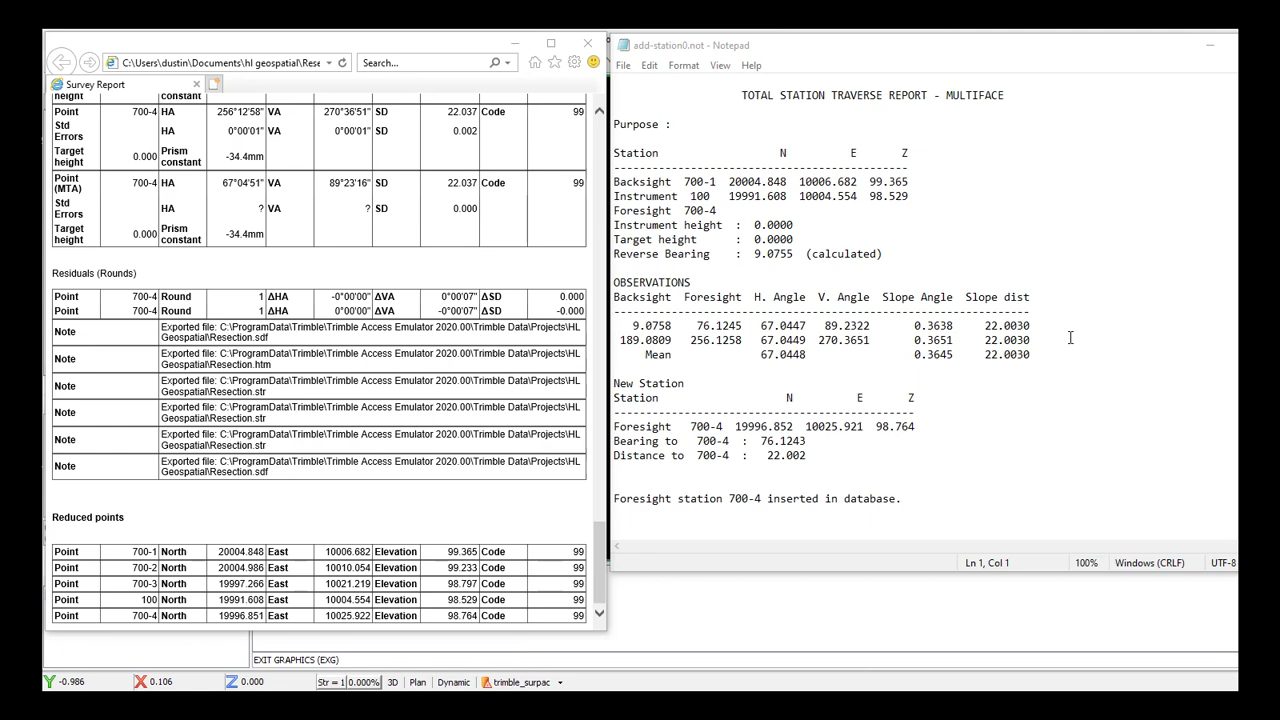 C:\Users\dustin\Documents\hl geospatial\Rese
Search...
Survey Report
height constant
Point 700-4 HA 256°12'58" VA 270°36'51" SD 22.037 Code 99
Std Errors HA 0°00'01" VA 0°00'01" SD 0.002
Target height 0.000 Prism constant -34.4mm
Point (MTA) 700-4 HA 67°04'51" VA 89°23'16" SD 22.037 Code 99
Std Errors HA ? VA ? SD 0.000
Target height 0.000 Prism constant -34.4mm
Residuals (Rounds)
Point 700-4 Round 1 ΔHA -0°00'00" ΔVA 0°00'07" ΔSD 0.000
Point 700-4 Round 1 ΔHA 0°00'00" ΔVA -0°00'07" ΔSD -0.000
Note Exported file: C:\ProgramData\Trimble\Trimble Access Emulator 2020.00\Trimble Data\Projects\HL
Geospatial\Resection.sdf
Note Exported file: C:\ProgramData\Trimble\Trimble Access Emulator 2020.00\Trimble Data\Projects\HL
Geospatial\Resection.htm
Note Exported file: C:\ProgramData\Trimble\Trimble Access Emulator 2020.00\Trimble Data\Projects\HL
Geospatial\Resection.str
Note Exported file: C:\ProgramData\Trimble\Trimble Access Emulator 2020.00\Trimble Data\Projects\HL
Geospatial\Resection.str
Note Exported file: C:\ProgramData\Trimble\Trimble Access Emulator 2020.00\Trimble Data\Projects\HL
Geospatial\Resection.str
Note Exported file: C:\ProgramData\Trimble\Trimble Access Emulator 2020.00\Trimble Data\Projects\HL
Geospatial\Resection.sdf
Reduced points
Point 700-1 North 20004.848 East 10006.682 Elevation 99.365 Code 99
Point 700-2 North 20004.986 East 10010.054 Elevation 99.233 Code 99
Point 700-3 North 19997.266 East 10021.219 Elevation 98.797 Code 99
Point 100 North 19991.608 East 10004.554 Elevation 98.529 Code 99
Point 700-4 North 19996.851 East 10025.922 Elevation 98.764 Code 99
add-station0.not - Notepad
File Edit Format View Help
TOTAL STATION TRAVERSE REPORT - MULTIFACE
Purpose :
Station N E Z
Backsight 700-1 20004.848 10006.682 99.365
Instrument 100 19991.608 10004.554 98.529
Foresight 700-4
Instrument height : 0.0000
Target height : 0.0000
Reverse Bearing : 9.0755 (calculated)
OBSERVATIONS
Backsight Foresight H. Angle V. Angle Slope Angle Slope dist
9.0758 76.1245 67.0447 89.2322 0.3638 22.0030
189.0809 256.1258 67.0449 270.3651 0.3651 22.0030
Mean 67.0448 0.3645 22.0030
New Station
Station N E Z
Foresight 700-4 19996.852 10025.921 98.764
Bearing to 700-4 : 76.1243
Distance to 700-4 : 22.002
Foresight station 700-4 inserted in database.
Ln 1, Col 1 100% Windows (CRLF) UTF-8
EXIT GRAPHICS (EXG)
Y -0.986 X 0.106 Z 0.000 Str = 1 0.000% 3D Plan Dynamic trimble_surpac